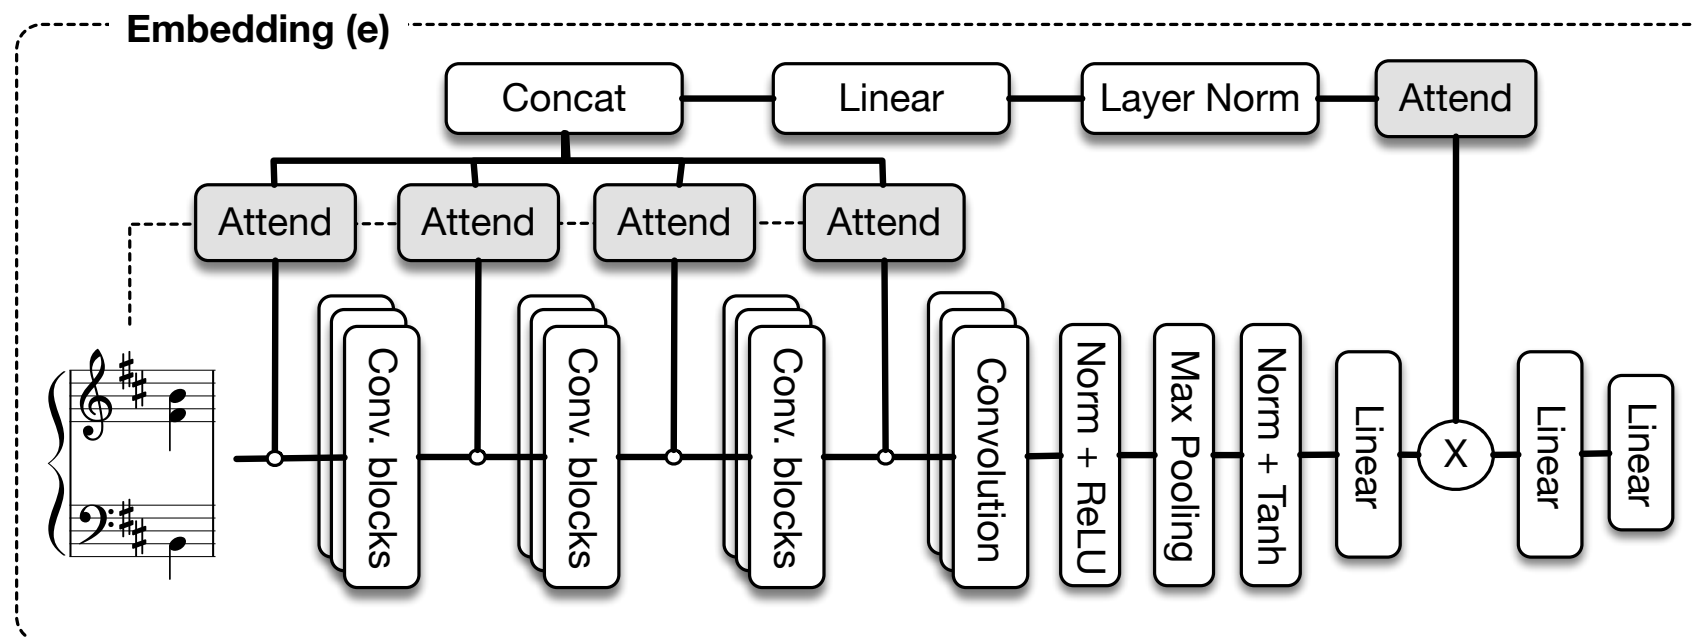 Embedding (e)
Concat
Linear
Layer Norm
Attend
Attend
Attend
Attend
Attend
Conv. blocks
Conv. blocks
Conv. blocks
Convolution
Norm + ReLU
Max Pooling
Norm + Tanh
Linear
X
Linear
Linear